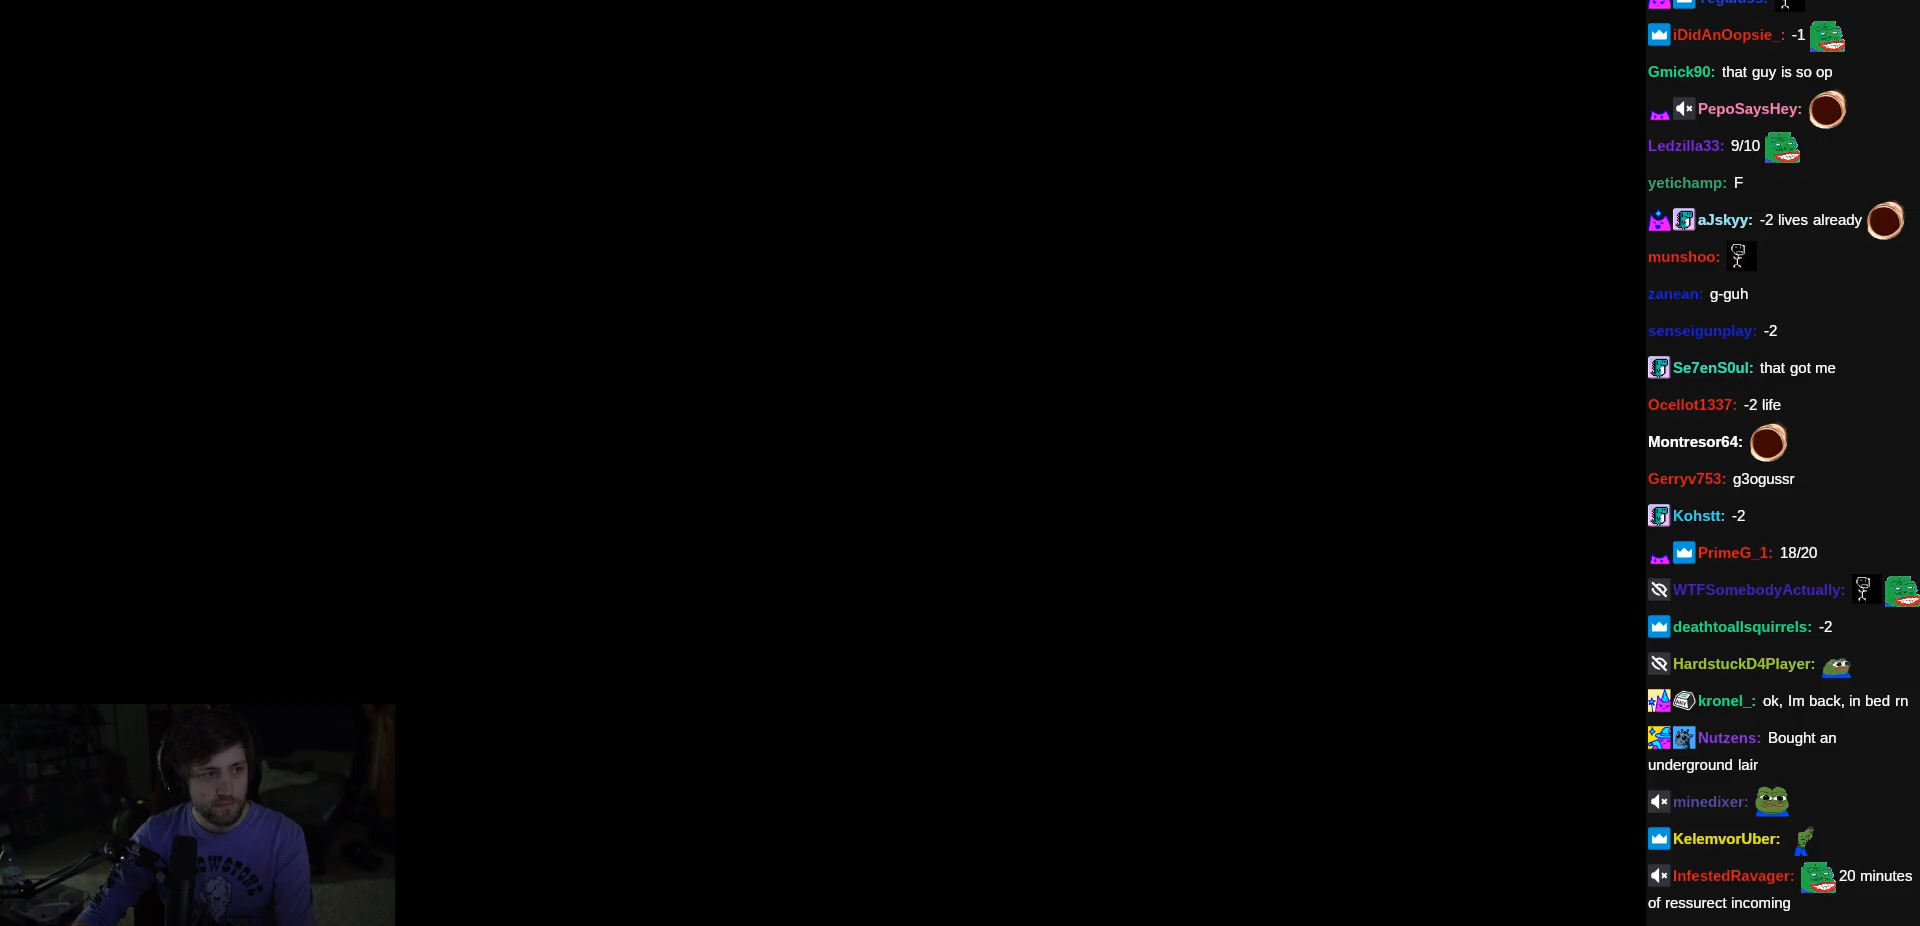 iDidAnOopsie_: -1
Gmick90: that guy is so op
PepoSaysHey:
Ledzilla33: 9/10
yetichamp: F
aJskyy: -2 lives already
munshoo:
zanean: g-guh
senseigunplay: -2
Se7enS0ul: that got me
Ocellot1337: -2 life
Montresor64:
Gerryv753: g3ogussr
Kohstt: -2
PrimeG_1: 18/20
WTFSomebodyActually:
deathtoallsquirrels: -2
HardstuckD4Player:
kronel_: ok, Im back, in bed rn
Nutzens: Bought an
underground lair
minedixer:
KelemvorUber:
InfestedRavager: 20 minutes
of ressurect incoming